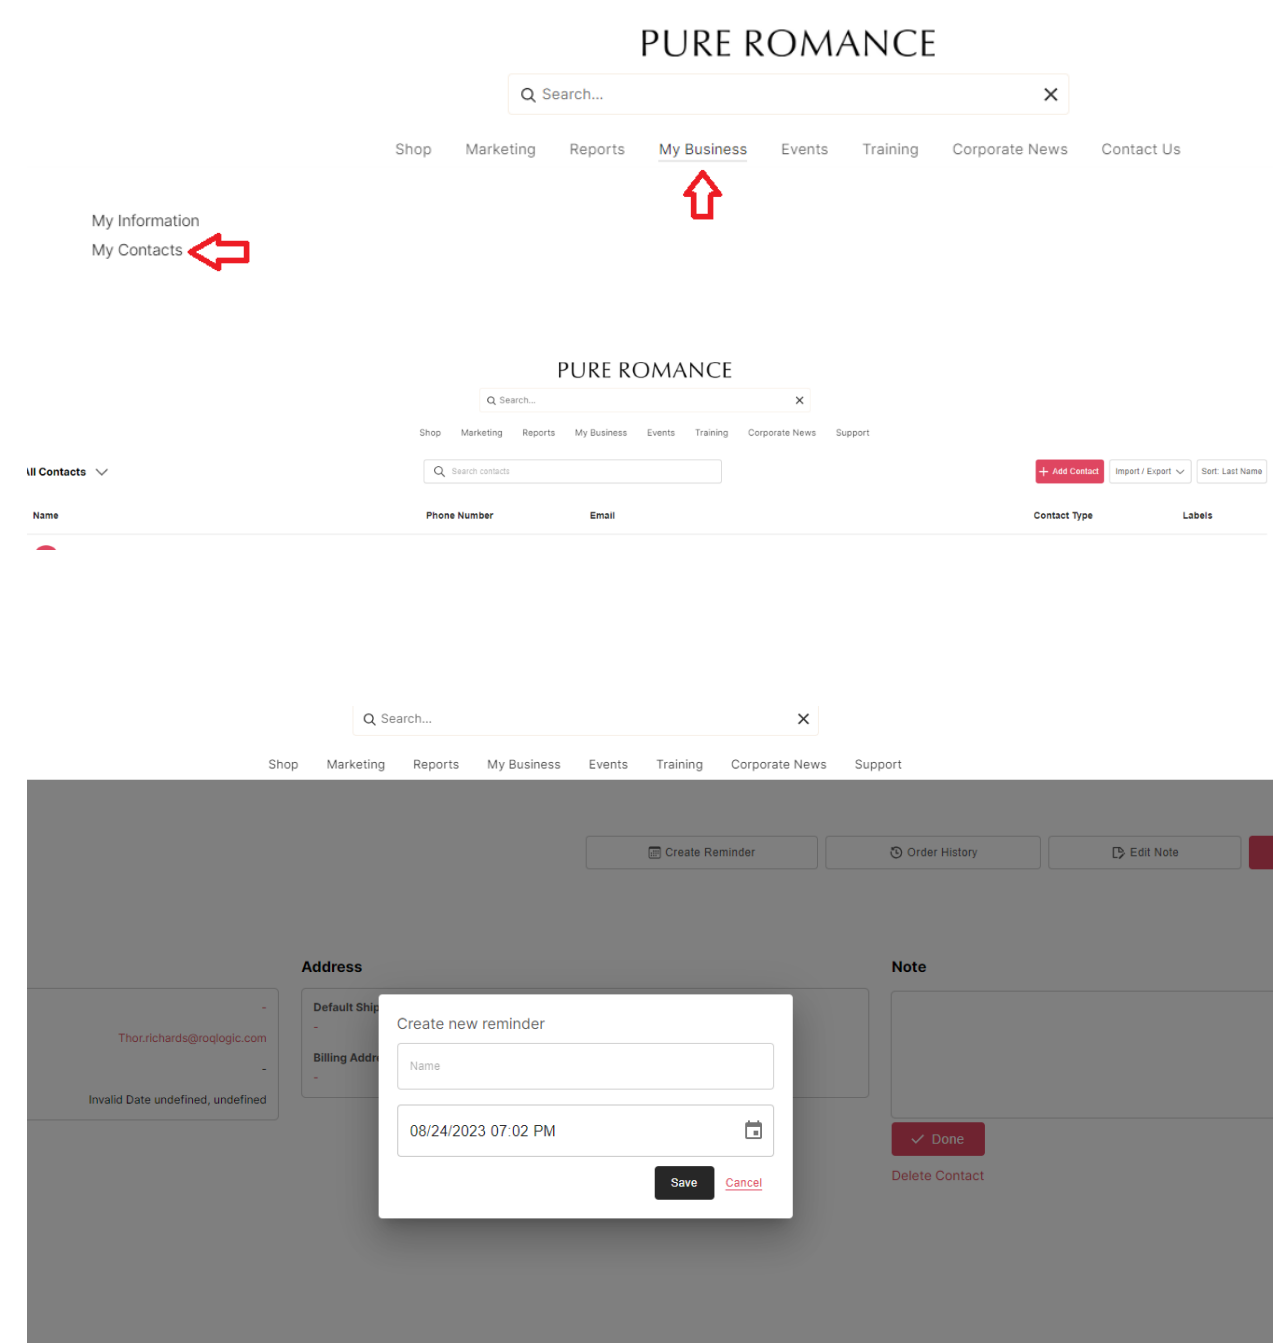 PURE ROMANCE
Search...
Shop Marketing Reports My Business Events Training Corporate News Contact Us
My Information
My Contacts
PURE ROMANCE
Search...
Shop Marketing Reports My Business Events Training Corporate News Support
ll Contacts Search contacts + Add Contact Import / Export Sort: Last Name
Name Phone Number Email Contact Type Labels
Search...
Shop Marketing Reports My Business Events Training Corporate News Support
Create Reminder Order History Edit Note
Address Note
- Default Ship
Thor.richards@roqlogic.com -
- Billing Addre
-
Invalid Date undefined, undefined
Create new reminder
Name
08/24/2023 07:02 PM
Save Cancel
Done
Delete Contact